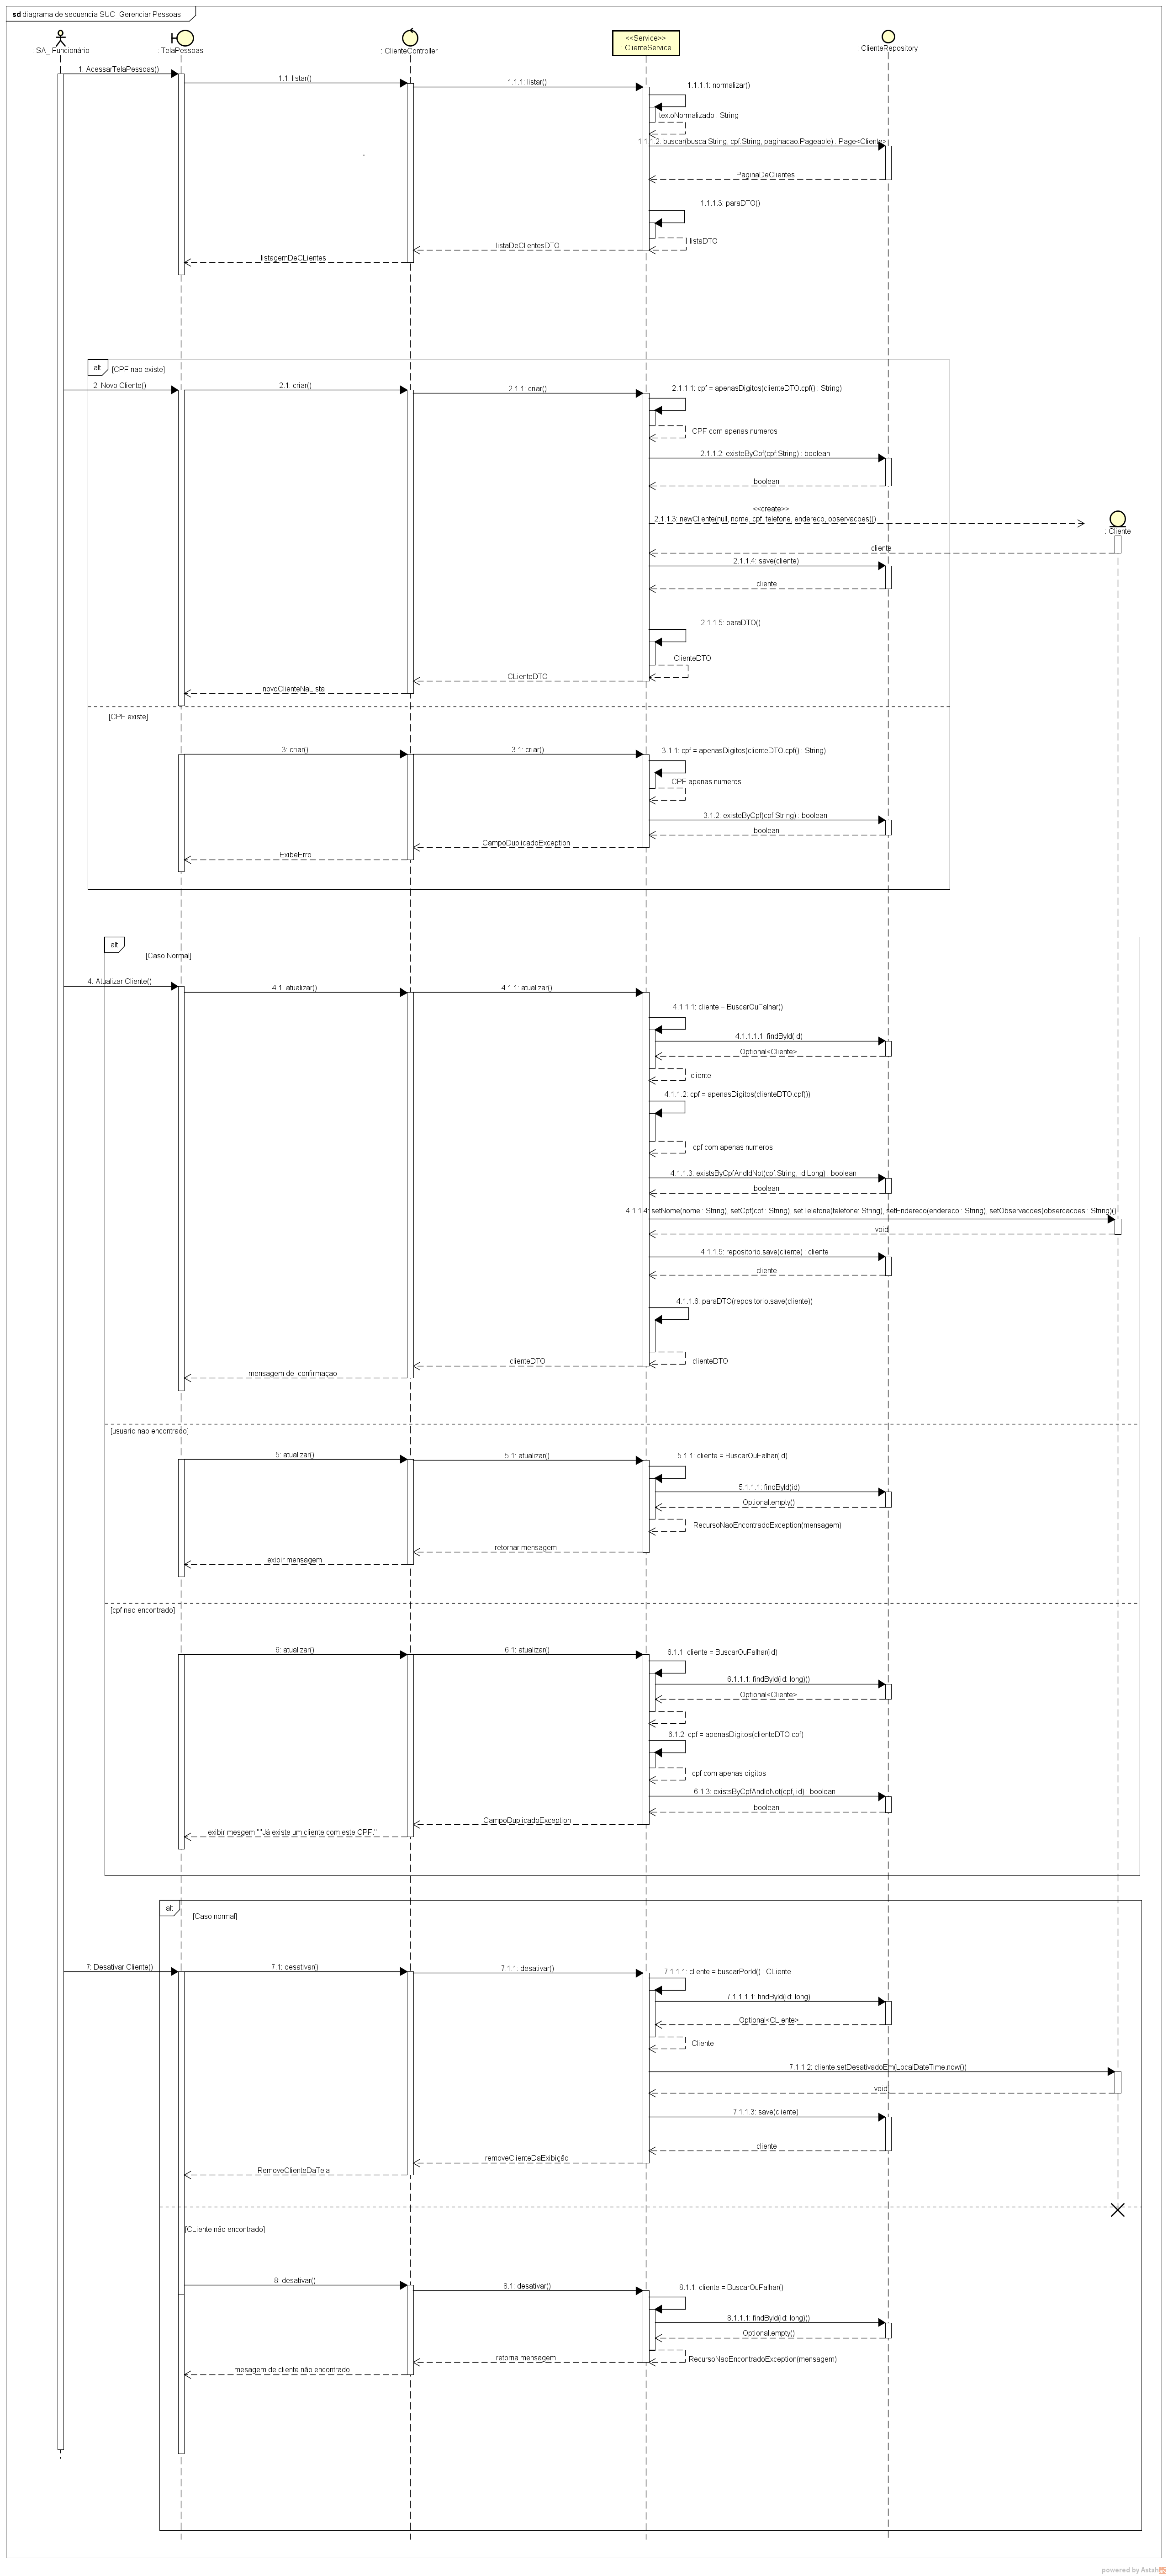 sd diagrama de sequencia SUC_Gerenciar Pessoas
: SA_ Funcionário
: TelaPessoas
: ClienteController
<<Service>>
: ClienteService
: ClienteRepository
1: AcessarTelaPessoas()
1.1: listar()
1.1.1: listar()
1.1.1.1: normalizar()
textoNormalizado : String
1.1.1.2: buscar(busca:String, cpf:String, paginacao:Pageable) : Page<Cliente>
PaginaDeClientes
1.1.1.3: paraDTO()
listaDTO
listaDeClientesDTO
listagemDeCLientes
alt
[CPF nao existe]
2: Novo Cliente()
2.1: criar()
2.1.1: criar()
2.1.1.1: cpf = apenasDigitos(clienteDTO.cpf() : String)
CPF com apenas numeros
2.1.1.2: existeByCpf(cpf:String) : boolean
boolean
<<create>>
2.1.1.3: newCliente(null, nome, cpf, telefone, endereco, observacoes)()
: Cliente
cliente
2.1.1.4: save(cliente)
cliente
2.1.1.5: paraDTO()
ClienteDTO
CLienteDTO
novoClienteNaLista
[CPF existe]
3: criar()
3.1: criar()
3.1.1: cpf = apenasDigitos(clienteDTO.cpf() : String)
CPF apenas numeros
3.1.2: existeByCpf(cpf:String) : boolean
boolean
CampoDuplicadoException
ExibeErro
alt
[Caso Normal]
4: Atualizar Cliente()
4.1: atualizar()
4.1.1: atualizar()
4.1.1.1: cliente = BuscarOuFalhar()
4.1.1.1.1: findById(id)
Optional<Cliente>
cliente
4.1.1.2: cpf = apenasDigitos(clienteDTO.cpf())
cpf com apenas numeros
4.1.1.3: existsByCpfAndIdNot(cpf:String, id:Long) : boolean
boolean
4.1.1.4: setNome(nome : String), setCpf(cpf : String), setTelefone(telefone: String), setEndereco(endereco : String), setObservacoes(obsercacoes : String)()
void
4.1.1.5: repositorio.save(cliente) : cliente
cliente
4.1.1.6: paraDTO(repositorio.save(cliente))
clienteDTO
clienteDTO
mensagem de  confirmaçao
[usuario nao encontrado]
5: atualizar()
5.1: atualizar()
5.1.1: cliente = BuscarOuFalhar(id)
5.1.1.1: findById(id)
Optional.empty()
RecursoNaoEncontradoException(mensagem)
retornar mensagem
exibir mensagem
[cpf nao encontrado]
6: atualizar()
6.1: atualizar()
6.1.1: cliente = BuscarOuFalhar(id)
6.1.1.1: findById(id: long)()
Optional<Cliente>
6.1.2: cpf = apenasDigitos(clienteDTO.cpf)
cpf com apenas digitos
6.1.3: existsByCpfAndIdNot(cpf, id) : boolean
boolean
CampoDuplicadoException
exibir mesgem ""Já existe um cliente com este CPF."
alt
[Caso normal]
7: Desativar Cliente()
7.1: desativar()
7.1.1: desativar()
7.1.1.1: cliente = buscarPorId() : CLiente
7.1.1.1.1: findById(id: long)
Optional<CLiente>
Cliente
7.1.1.2: cliente.setDesativadoEm(LocalDateTime.now())
void
7.1.1.3: save(cliente)
cliente
removeClienteDaExibição
RemoveClienteDaTela
[CLiente não encontrado]
8: desativar()
8.1: desativar()
8.1.1: cliente = BuscarOuFalhar()
8.1.1.1: findById(id: long)()
Optional.empty()
RecursoNaoEncontradoException(mensagem)
retorna mensagem
mesagem de cliente não encontrado
powered by Astah